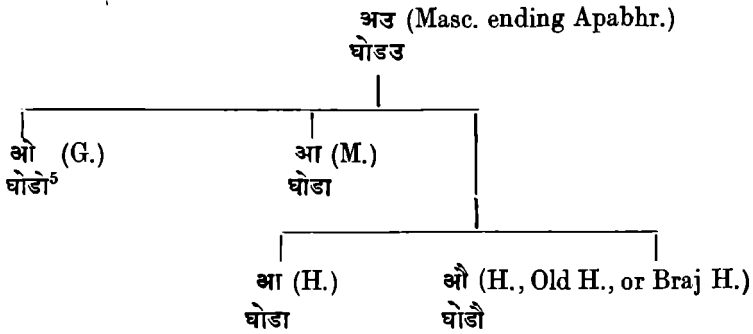 अउ (Masc. ending Apabhr.)
घोडउ
ओ (G.) आ (M.)
घोडो⁵ घोडा
आ (H.) औ (H., Old H., or Braj H.)
घोडा घोडौ